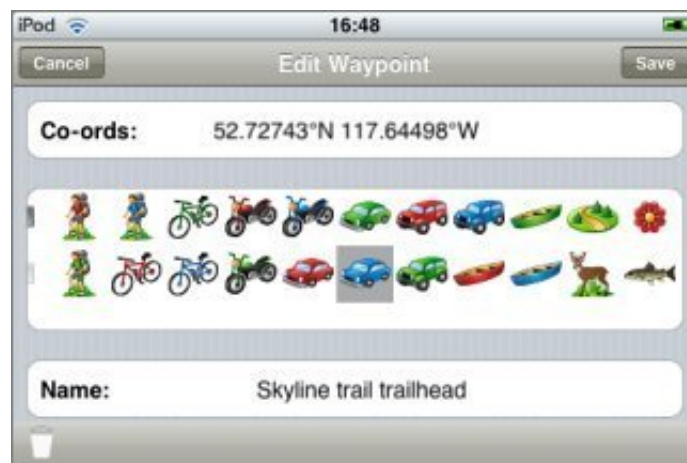 iPod 16:48
Cancel Edit Waypoint Save
Co-ords: 52.72743°N 117.64498°W
Name: Skyline trail trailhead